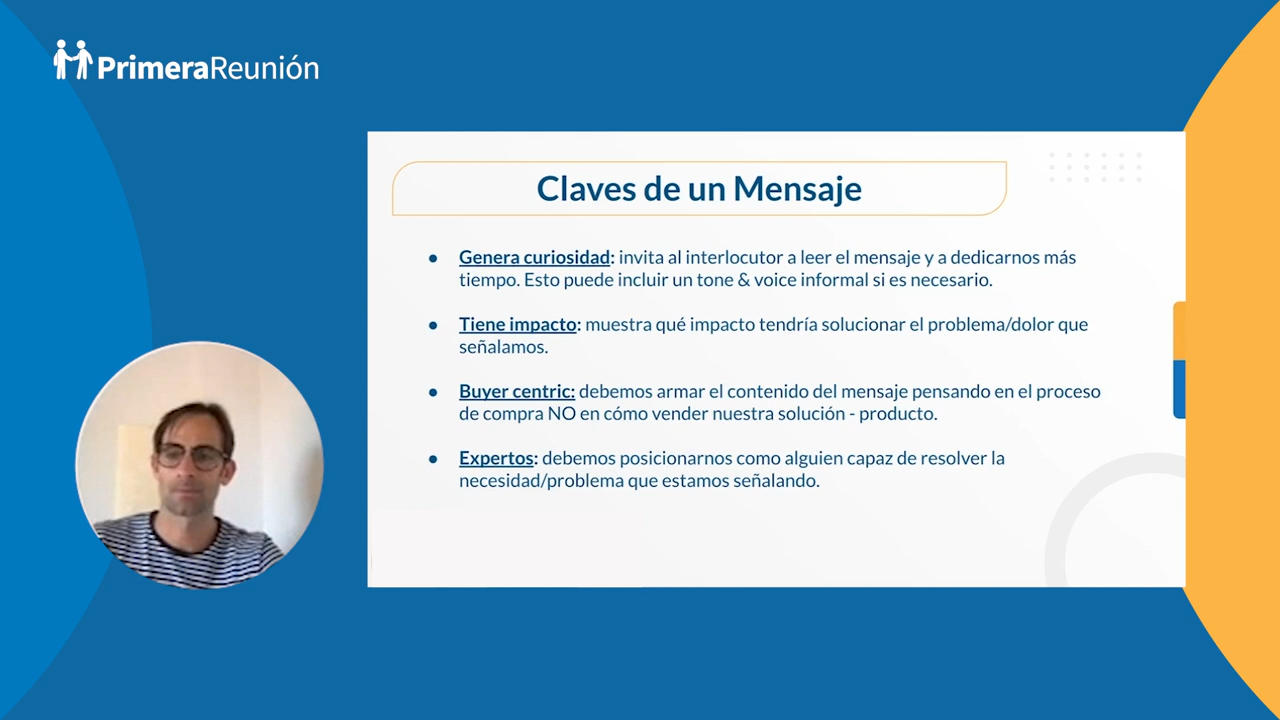 PrimeraReunión
Claves de un Mensaje
● Genera curiosidad: invita al interlocutor a leer el mensaje y a dedicarnos más
tiempo. Esto puede incluir un tone & voice informal si es necesario.
● Tiene impacto: muestra qué impacto tendría solucionar el problema/dolor que
señalamos.
● Buyer centric: debemos armar el contenido del mensaje pensando en el proceso
de compra NO en cómo vender nuestra solución - producto.
● Expertos: debemos posicionarnos como alguien capaz de resolver la
necesidad/problema que estamos señalando.